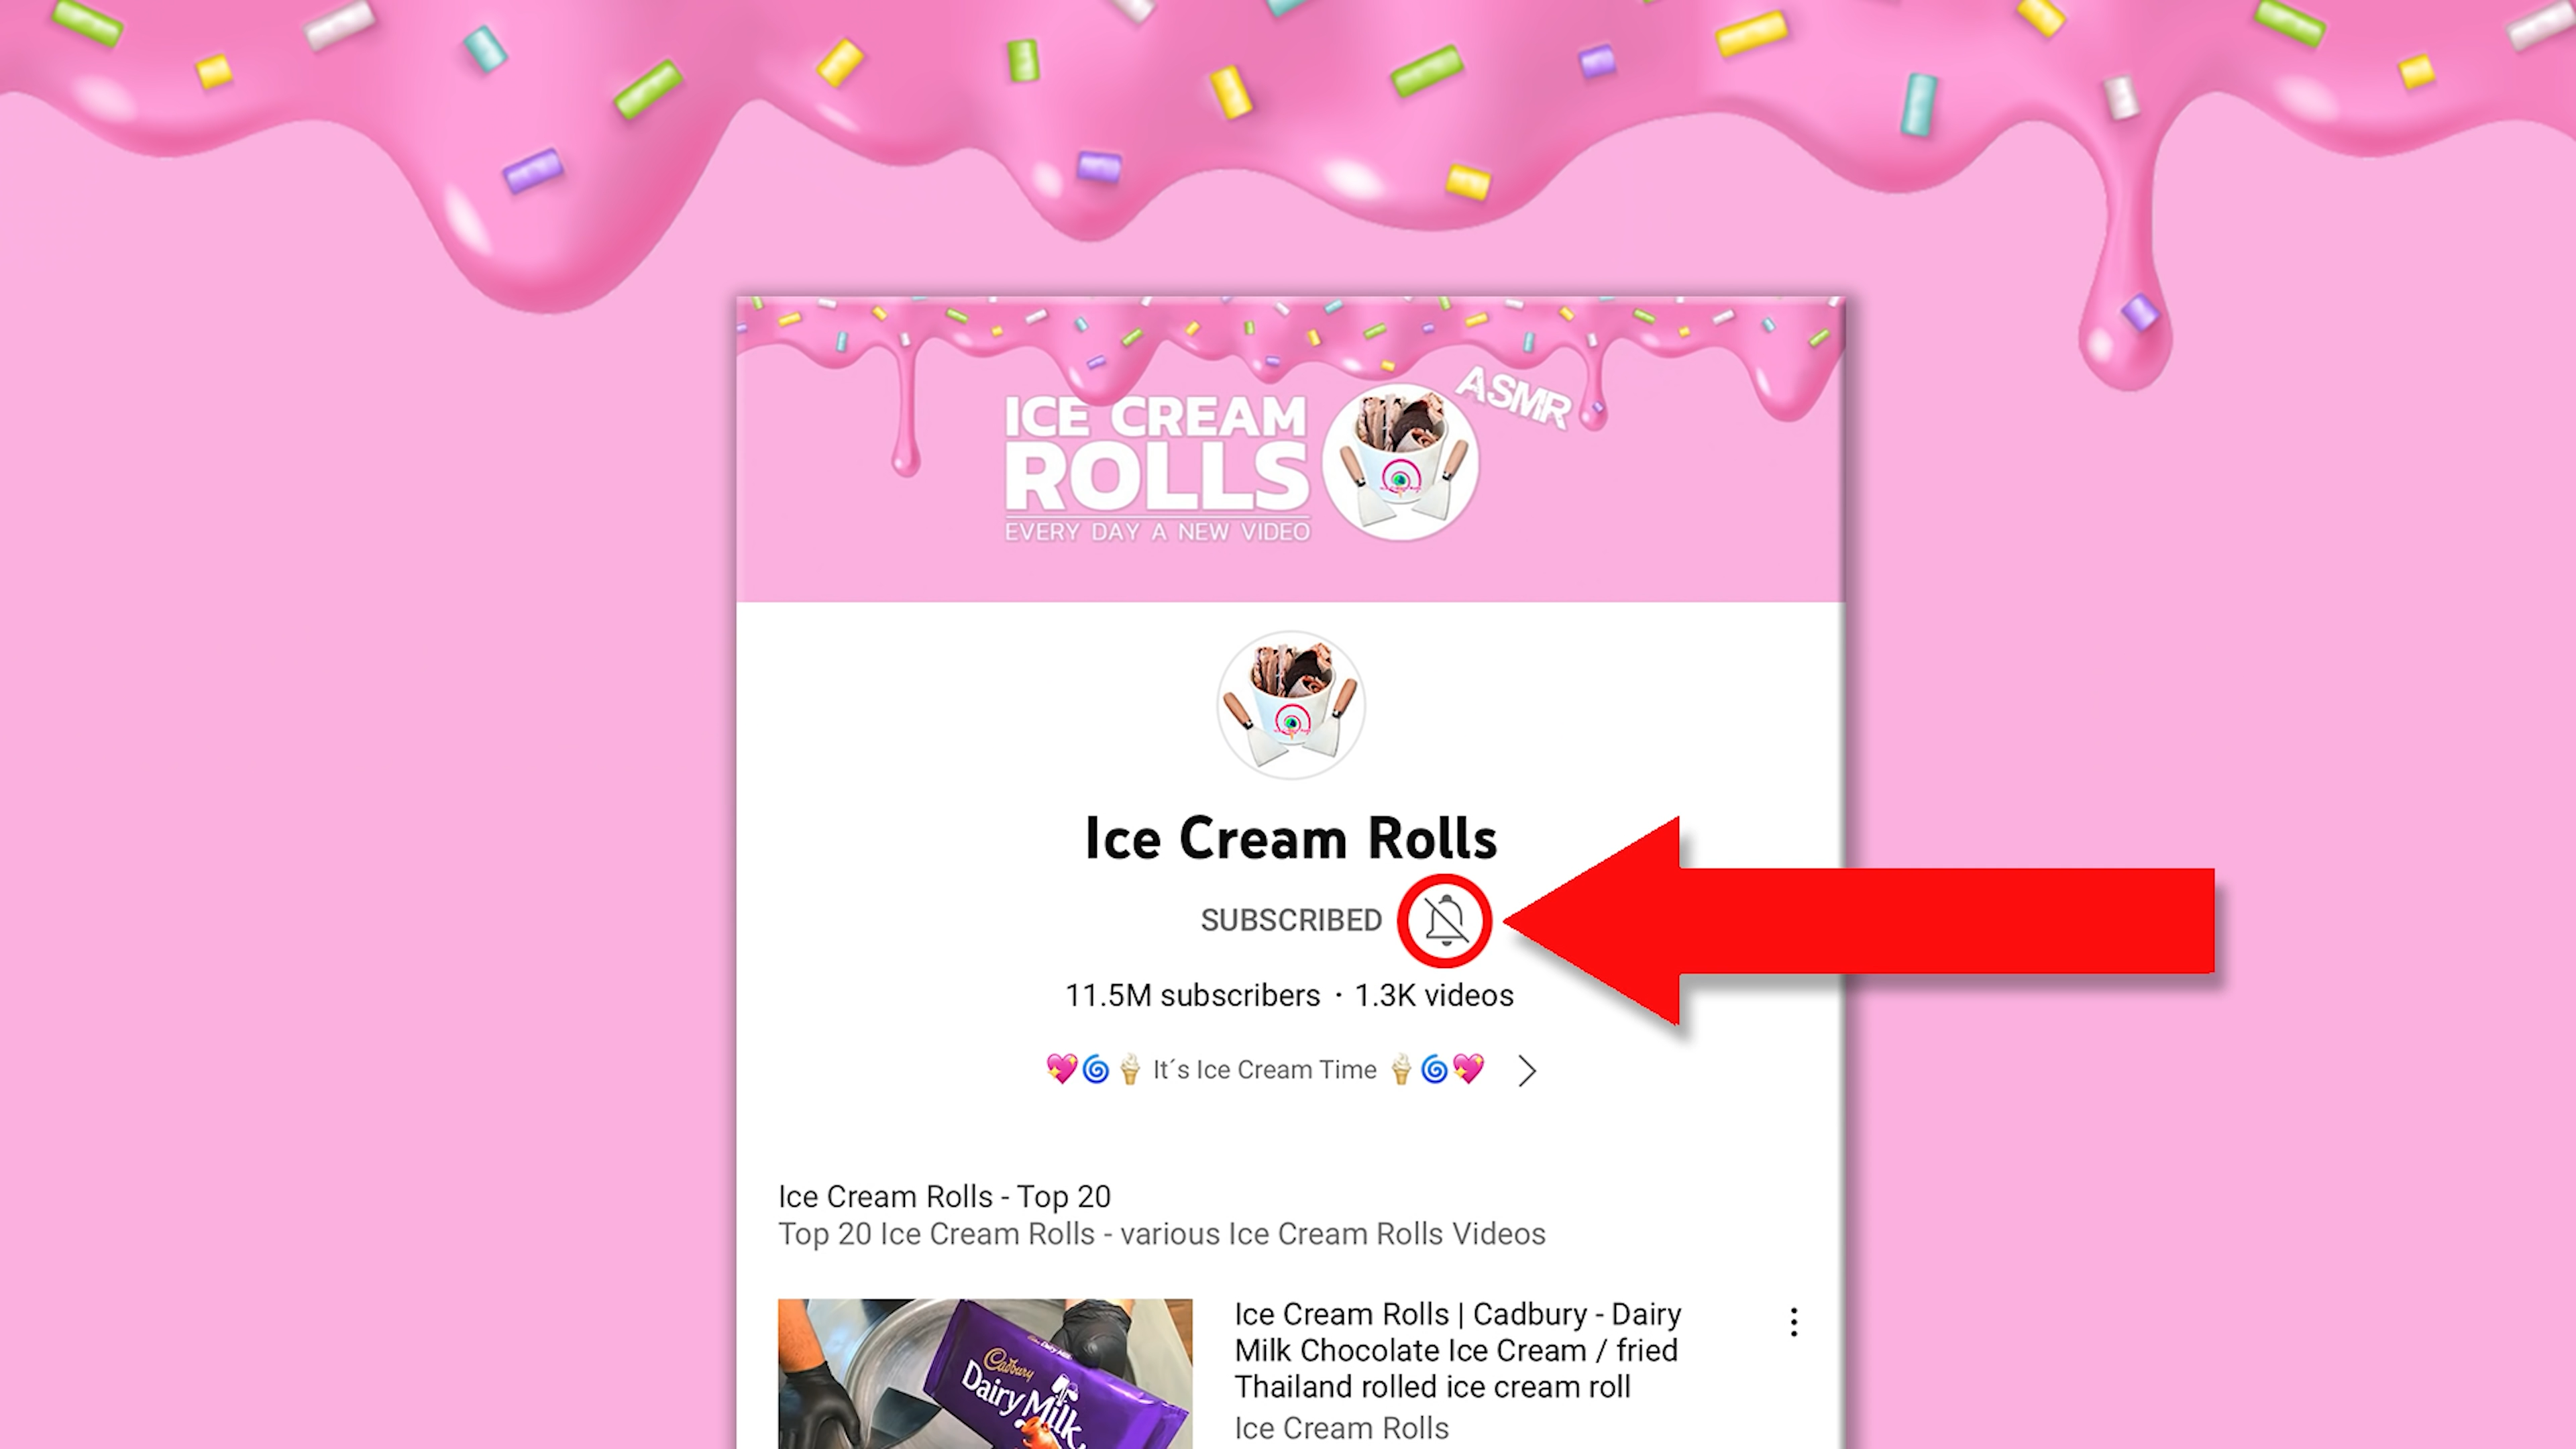 ICE CREAM
ASMR
ROLLS
EVERY DAY A NEW VIDEO
Ice Cream Rolls
SUBSCRIBED
11.5M subscribers · 1.3K videos
💖🌀🍦 It´s Ice Cream Time 🍦🌀💖
Ice Cream Rolls - Top 20
Top 20 Ice Cream Rolls - various Ice Cream Rolls Videos
Ice Cream Rolls | Cadbury - Dairy
Milk Chocolate Ice Cream / fried
Thailand rolled ice cream roll
Ice Cream Rolls
Cadbury
Dairy Milk